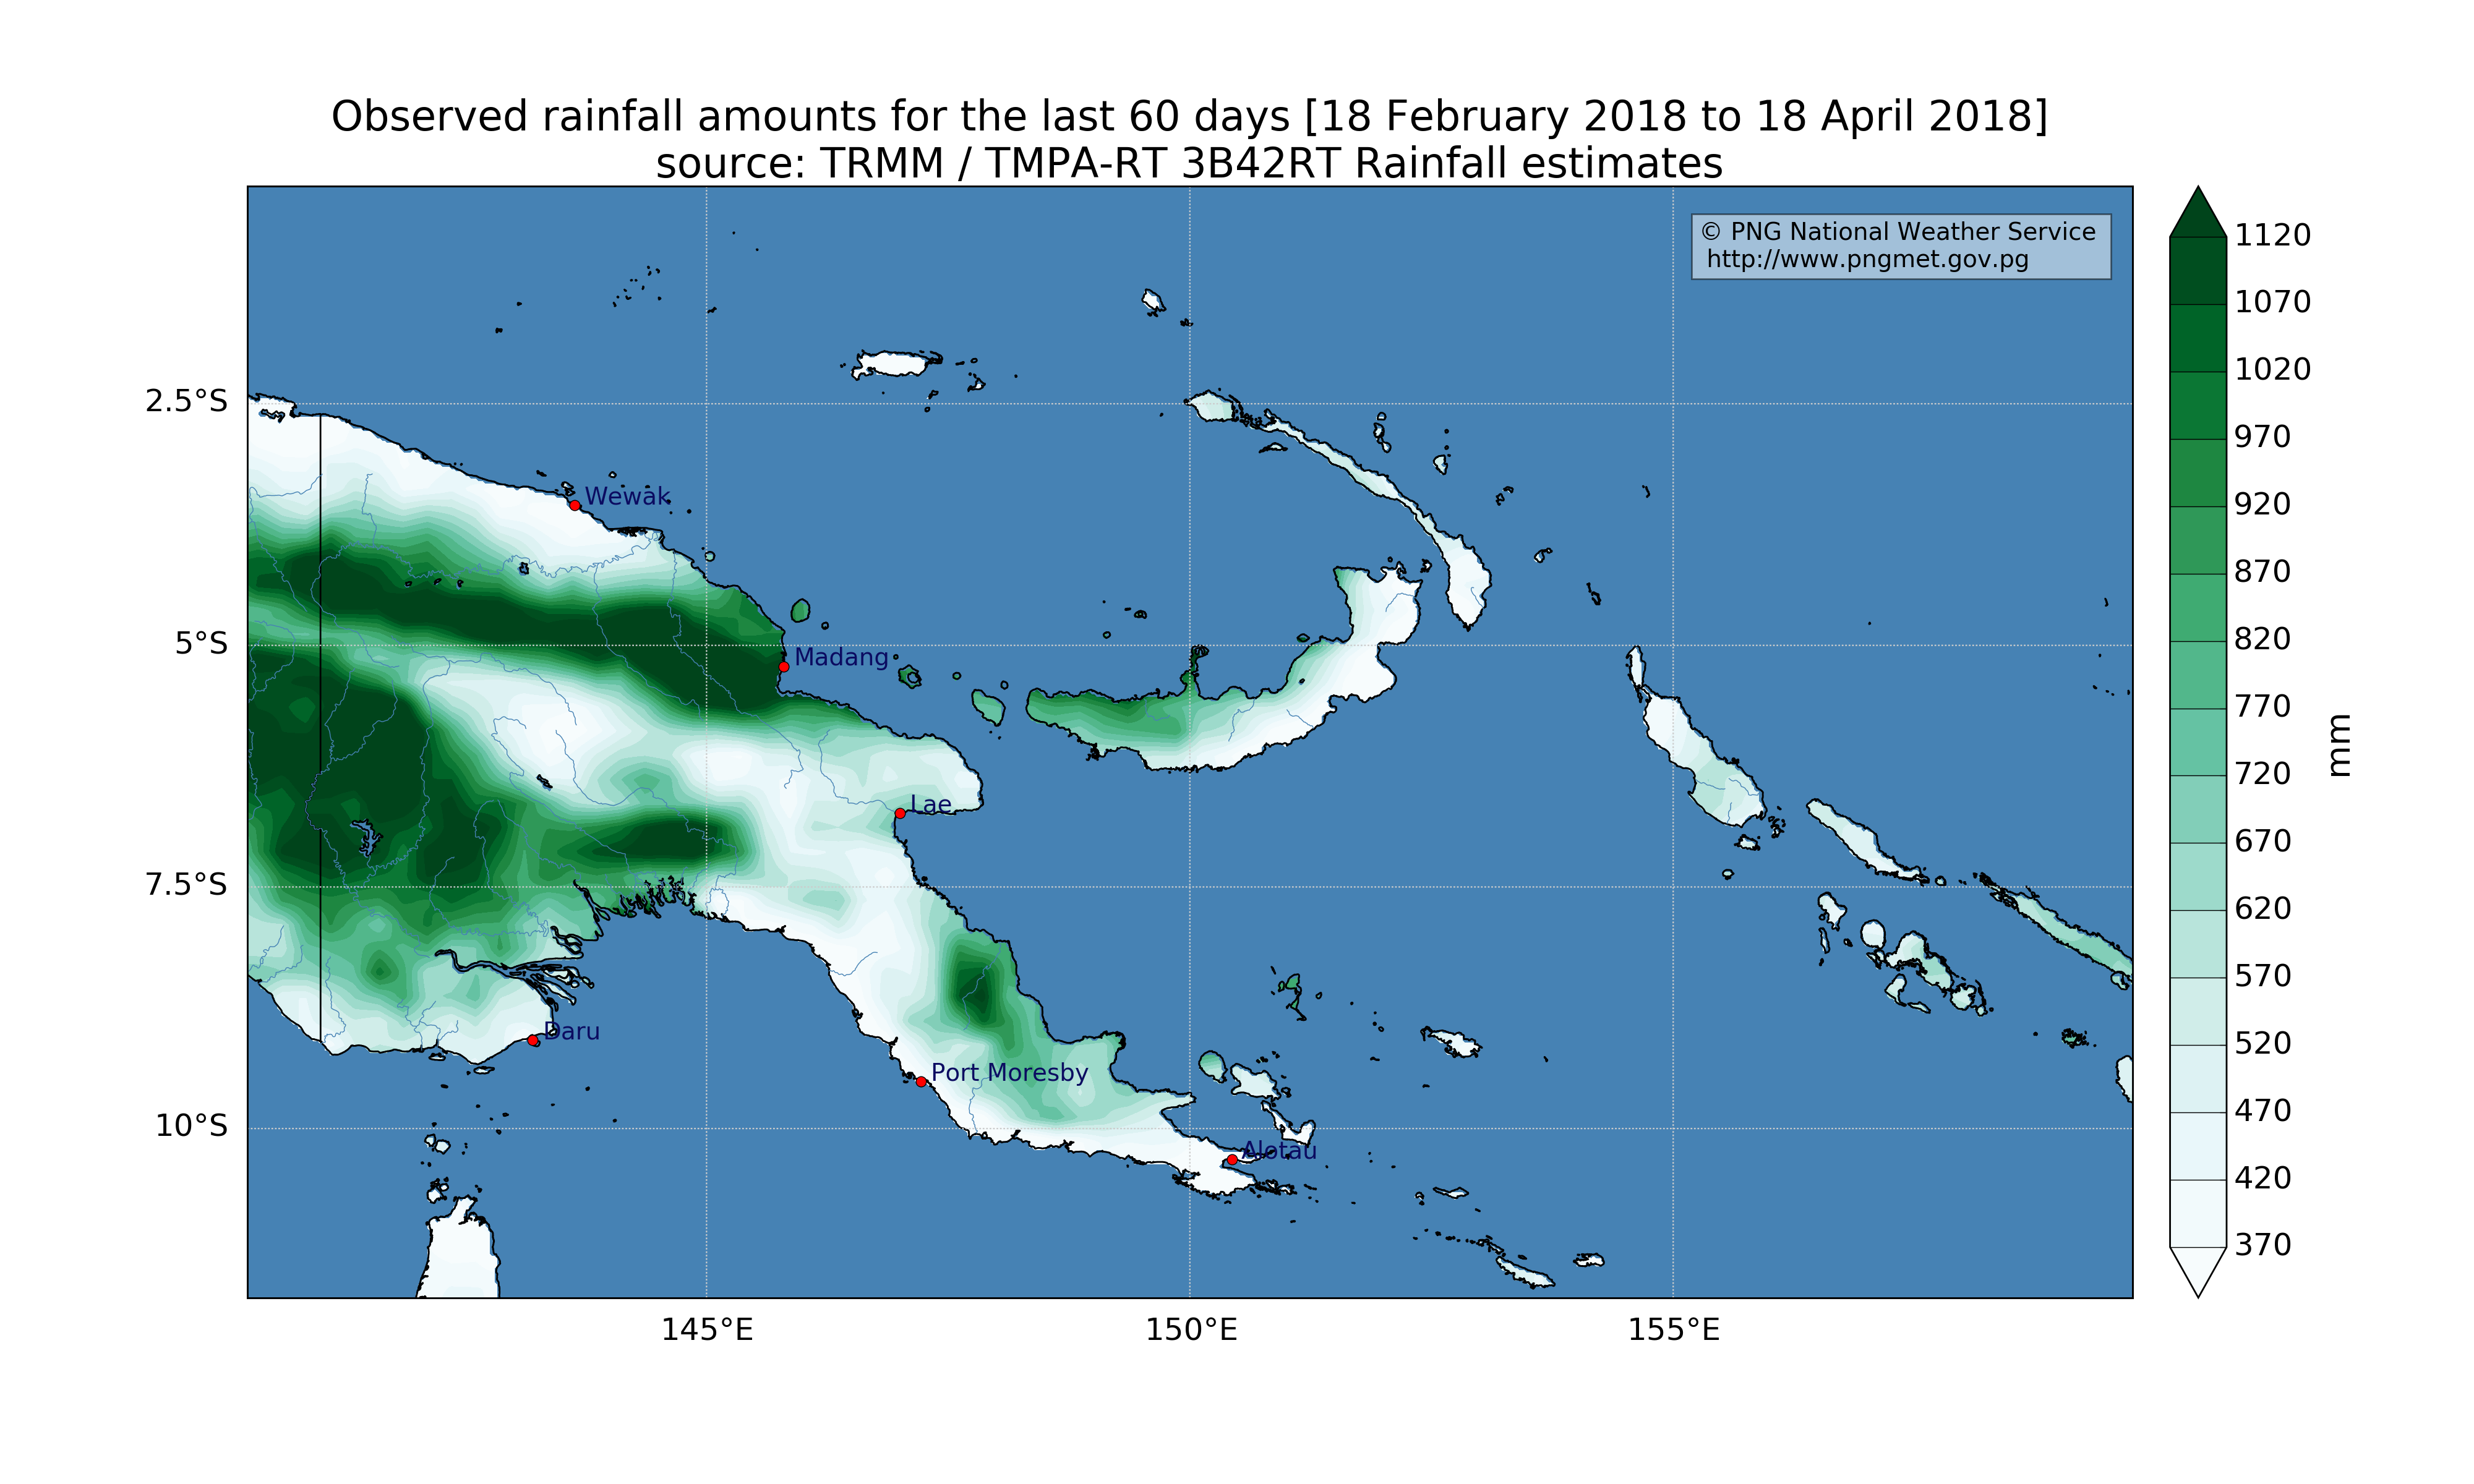 Observed rainfall amounts for the last 60 days [18 February 2018 to 18 April 2018]
source: TRMM / TMPA-RT 3B42RT Rainfall estimates
© PNG National Weather Service
http://www.pngmet.gov.pg
1120
1070
1020
970
920
870
820
770
720
670
620
570
520
470
420
370
mm
2.5°S
5°S
7.5°S
10°S
Wewak
Madang
Lae
Daru
Port Moresby
Alotau
145°E
150°E
155°E